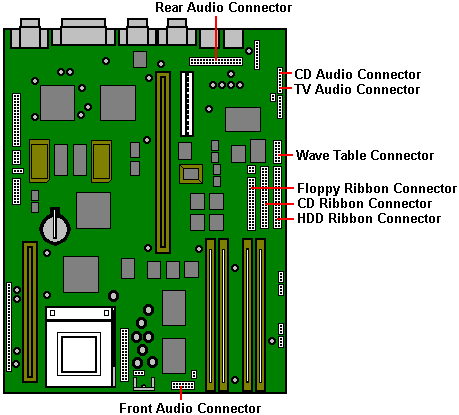 Rear Audio Connector
CD Audio Connector
TV Audio Connector
Wave Table Connector
Floppy Ribbon Connector
CD Ribbon Connector
HDD Ribbon Connector
Front Audio Connector